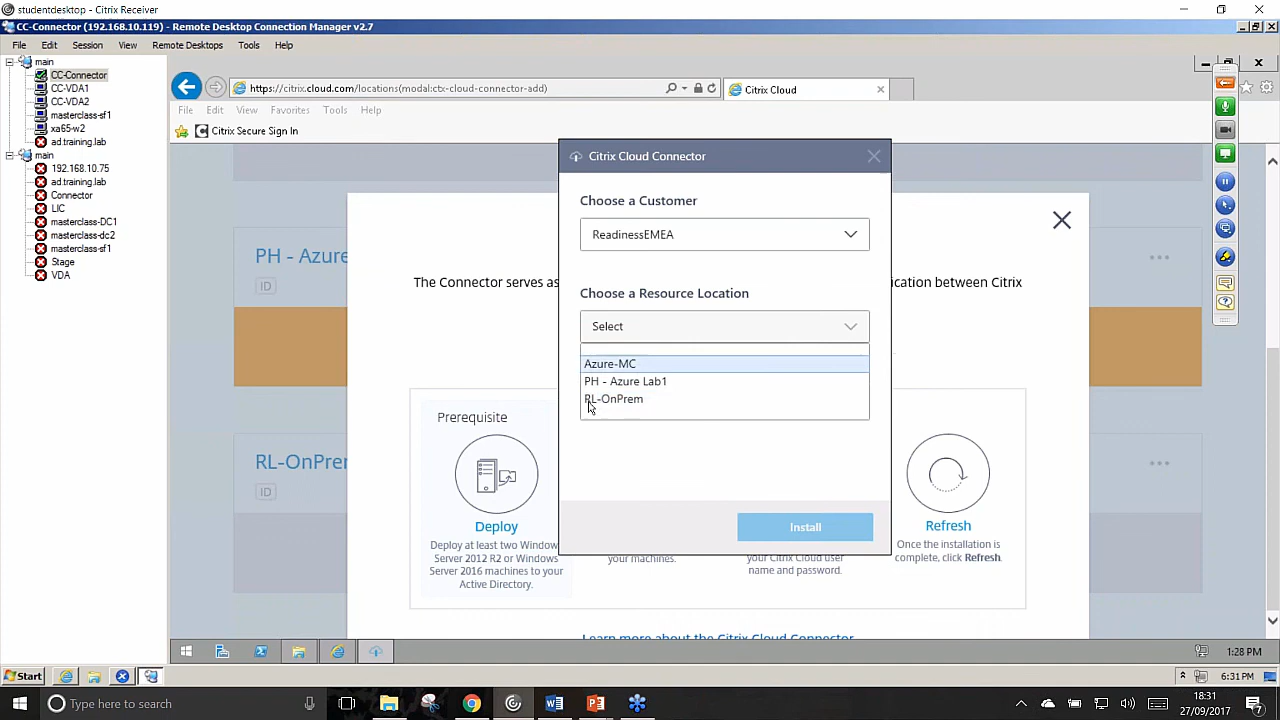 studentdesktop - Citrix Receiver
CC-Connector (192.168.10.119) - Remote Desktop Connection Manager v2.7
File Edit Session View Remote Desktops Tools Help
main
CC-Connector
CC-VDA1
CC-VDA2
masterclass-sf1
xa65-w2
ad.training.lab
main
192.168.10.75
ad.training.lab
Connector
LIC
masterclass-DC1
masterclass-dc2
masterclass-sf1
Stage
VDA
https://citrix.cloud.com/locations(modal:ctx-cloud-connector-add)
Citrix Cloud
File Edit View Favorites Tools Help
Citrix Secure Sign In
PH - Azure
ID
RL-OnPrem
ID
The Connector serves as
ication between Citrix
Prerequisite
Deploy
Deploy at least two Window
Server 2012 R2 or Windows
Server 2016 machines to your
Active Directory.
your machines.
your Citrix Cloud user
name and password.
Refresh
Once the installation is
complete, click Refresh.
Learn more about the Citrix Cloud Connector
Citrix Cloud Connector
Choose a Customer
ReadinessEMEA
Choose a Resource Location
Select
Azure-MC
PH - Azure Lab1
RL-OnPrem
Install
1:28 PM
Start
6:31 PM
Type here to search
18:31
27/09/2017